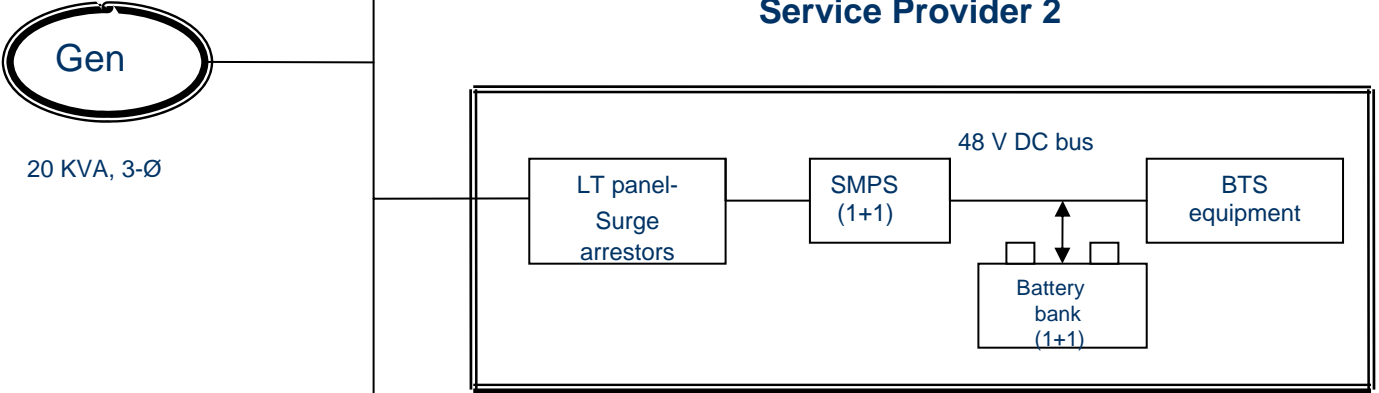 Service Provider 2
Gen
20 KVA, 3-Ø
48 V DC bus
LT panel-
Surge
arrestors
SMPS
(1+1)
BTS
equipment
Battery
bank
(1+1)